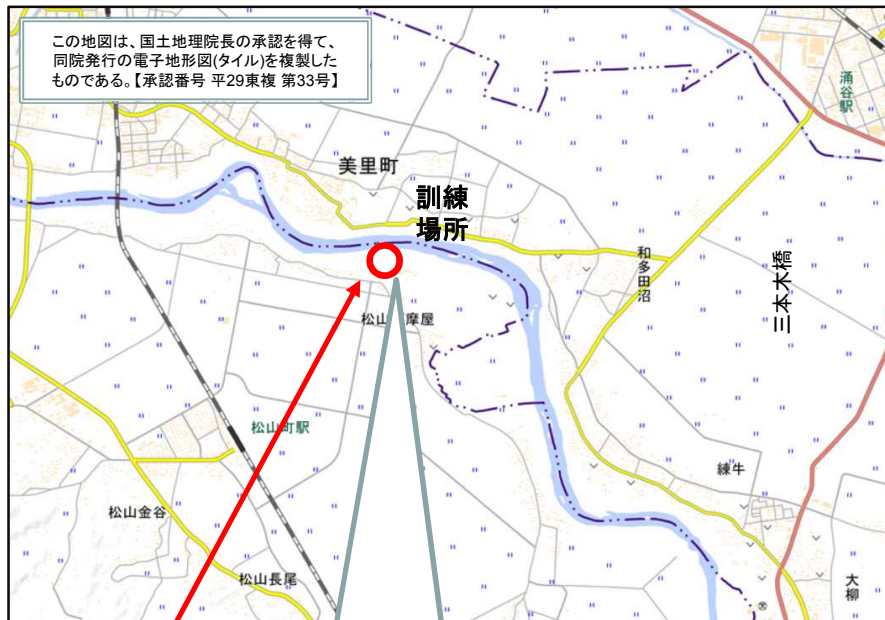 この地図は、国土地理院長の承認を得て、
同院発行の電子地形図(タイル)を複製した
ものである。【承認番号 平29東複 第33号】
涌谷駅
美里町
訓練
場所
和多田沼
三本木橋
松山
摩屋
松山町駅
練牛
松山金谷
松山長尾
大柳